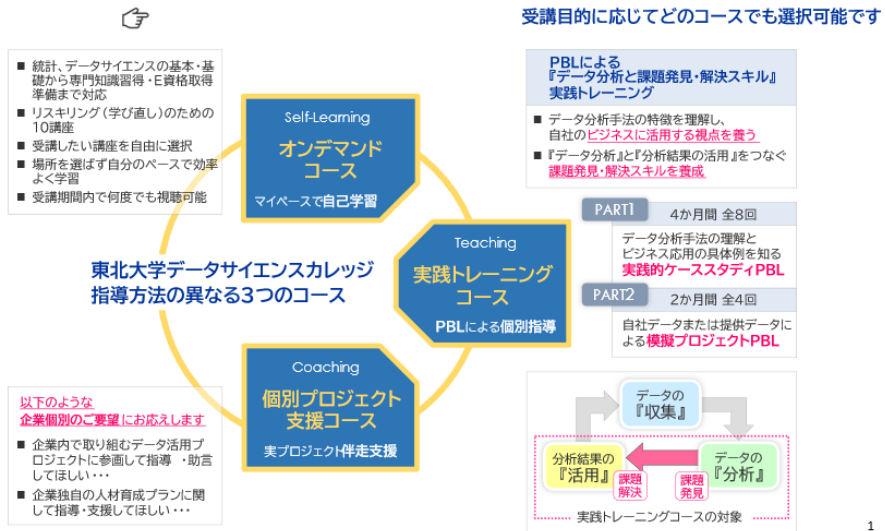 受講目的に応じてどのコースでも選択可能です
■ 統計、データサイエンスの基本・基
礎から専門知識習得・E資格取得
準備まで対応
■ リスキリング(学び直し)のための
10講座
■ 受講したい講座を自由に選択
■ 場所を選ばず自分のペースで効率
よく学習
■ 受講期間内で何度でも視聴可能
Self-Learning
オンデマンド
コース
マイペースで自己学習
東北大学データサイエンスカレッジ
指導方法の異なる3つのコース
Teaching
実践トレーニング
コース
PBLによる個別指導
Coaching
個別プロジェクト
支援コース
実プロジェクト伴走支援
以下のような
企業個別のご要望にお応えします
■ 企業内で取り組むデータ活用プ
ロジェクトに参画して指導 ・助言
してほしい・・・
■ 企業独自の人材育成プランに関
して指導・支援してほしい・・・
PBLによる
『データ分析と課題発見・解決スキル』
実践トレーニング
■ データ分析手法の特徴を理解し、
自社のビジネスに活用する視点を養う
■ 『データ分析』と『分析結果の活用』をつなぐ
課題発見・解決スキルを養成
PART1
4か月間 全8回
データ分析手法の理解と
ビジネス応用の具体例を知る
実践的ケーススタディPBL
PART2
2か月間 全4回
自社データまたは提供データに
よる模擬プロジェクトPBL
データの
『収集』
分析結果の
『活用』
課題
解決
課題
発見
データの
『分析』
実践トレーニングコースの対象
1